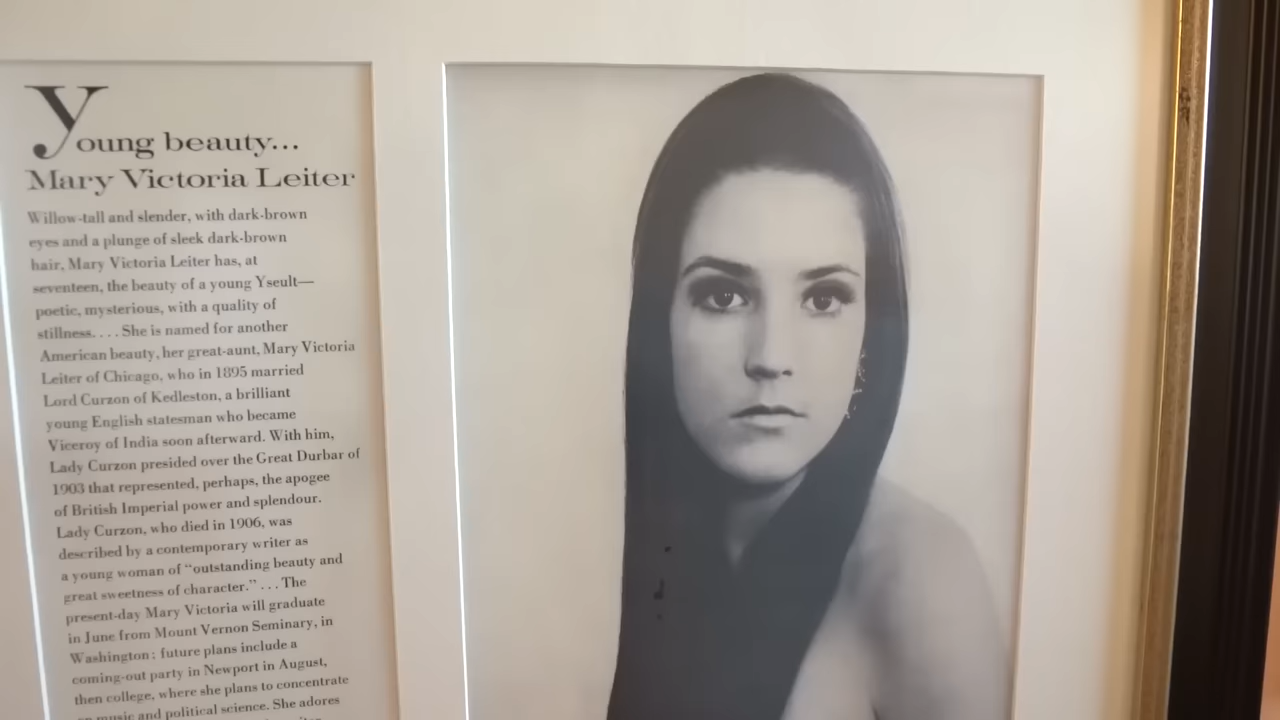 Young beauty...
Mary Victoria Leiter
Willow-tall and slender, with dark-brown
eyes and a plunge of sleek dark-brown
hair, Mary Victoria Leiter has, at
seventeen, the beauty of a young Yseult—
poetic, mysterious, with a quality of
stillness. . . . She is named for another
American beauty, her great-aunt, Mary Victoria
Leiter of Chicago, who in 1895 married
Lord Curzon of Kedleston, a brilliant
young English statesman who became
Viceroy of India soon afterward. With him,
Lady Curzon presided over the Great Durbar of
1903 that represented, perhaps, the apogee
of British Imperial power and splendour.
Lady Curzon, who died in 1906, was
described by a contemporary writer as
a young woman of “outstanding beauty and
great sweetness of character.” . . . The
present-day Mary Victoria will graduate
in June from Mount Vernon Seminary, in
Washington; future plans include a
coming-out party in Newport in August,
then college, where she plans to concentrate
on music and political science. She adores